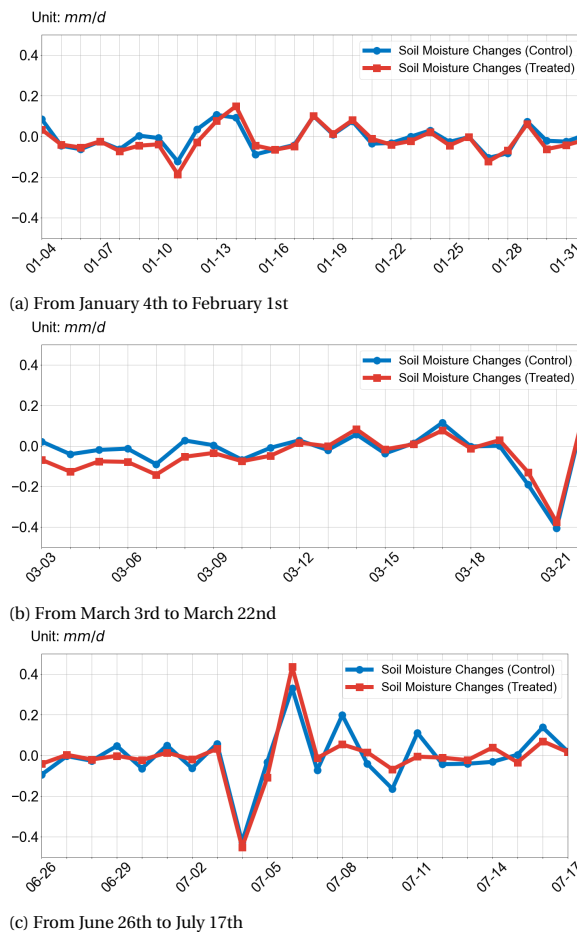 Unit: mm/d
Soil Moisture Changes (Control)
Soil Moisture Changes (Treated)
0.4
0.2
0.0
−0.2
−0.4
01-04 01-07 01-10 01-13 01-16 01-19 01-22 01-25 01-28 01-31
(a) From January 4th to February 1st
Unit: mm/d
Soil Moisture Changes (Control)
Soil Moisture Changes (Treated)
0.4
0.2
0.0
−0.2
−0.4
03-03 03-06 03-09 03-12 03-15 03-18 03-21
(b) From March 3rd to March 22nd
Unit: mm/d
Soil Moisture Changes (Control)
Soil Moisture Changes (Treated)
0.4
0.2
0.0
−0.2
−0.4
06-26 06-29 07-02 07-05 07-08 07-11 07-14 07-17
(c) From June 26th to July 17th